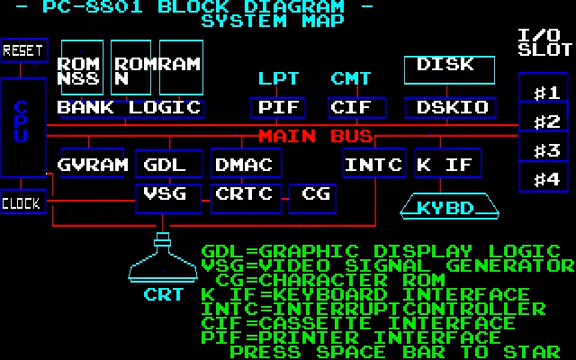 - PC-8801 BLOCK DIAGRAM -
SYSTEM MAP
I/O
SLOT
RESET
ROM
N88
ROM
N
RAM
LPT
CMT
DISK
BANK LOGIC
PIF
CIF
DSKIO
#1
#2
#3
#4
CPU
MAIN BUS
GVRAM
GDL
DMAC
INTC
K IF
CLOCK
VSG
CRTC
CG
KYBD
CRT
GDL=GRAPHIC DISPLAY LOGIC
VSG=VIDEO SIGNAL GENERATOR
CG=CHARACTER ROM
K IF=KEYBOARD INTERFACE
INTC=INTERRUPTCONTROLLER
CIF=CASSETTE INTERFACE
PIF=PRINTER INTERFACE
PRESS SPACE BAR TO STAR